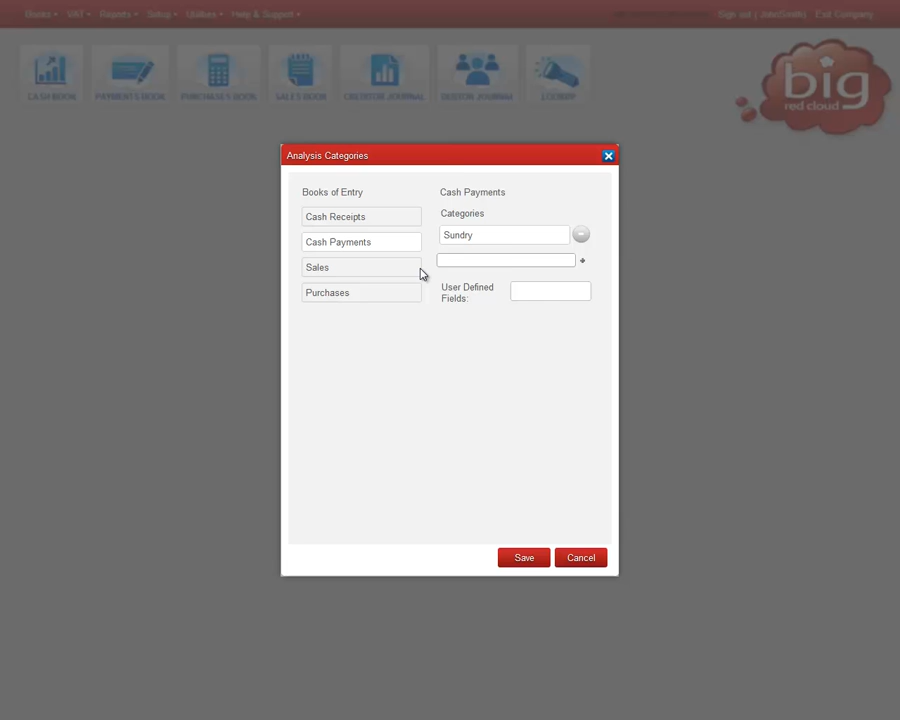 Books VAT Reports Setup Utilities Help & Support
Sign out | (JohnSmith) Exit Company
CASH BOOK PAYMENTS BOOK PURCHASES BOOK SALES BOOK CREDITOR JOURNAL DEBTOR JOURNAL LOOKUP
big
red cloud
Analysis Categories
Books of Entry
Cash Receipts
Cash Payments
Sales
Purchases
Cash Payments
Categories
Sundry
User Defined
Fields:
Save Cancel